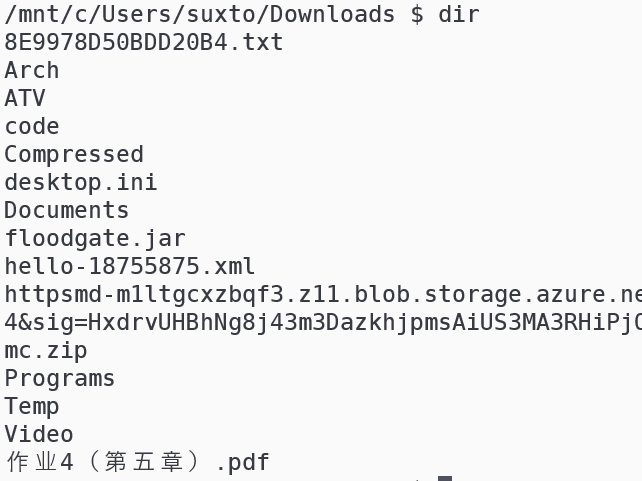 /mnt/c/Users/suxto/Downloads $ dir
8E9978D50BDD20B4.txt
Arch
ATV
code
Compressed
desktop.ini
Documents
floodgate.jar
hello-18755875.xml
httpsmd-m1ltgcxzbqf3.z11.blob.storage.azure.ne
4&sig=HxdrvUHBhNg8j43m3DazkhjpmsAiUS3MA3RHiPjO
mc.zip
Programs
Temp
Video
作业4（第五章）.pdf